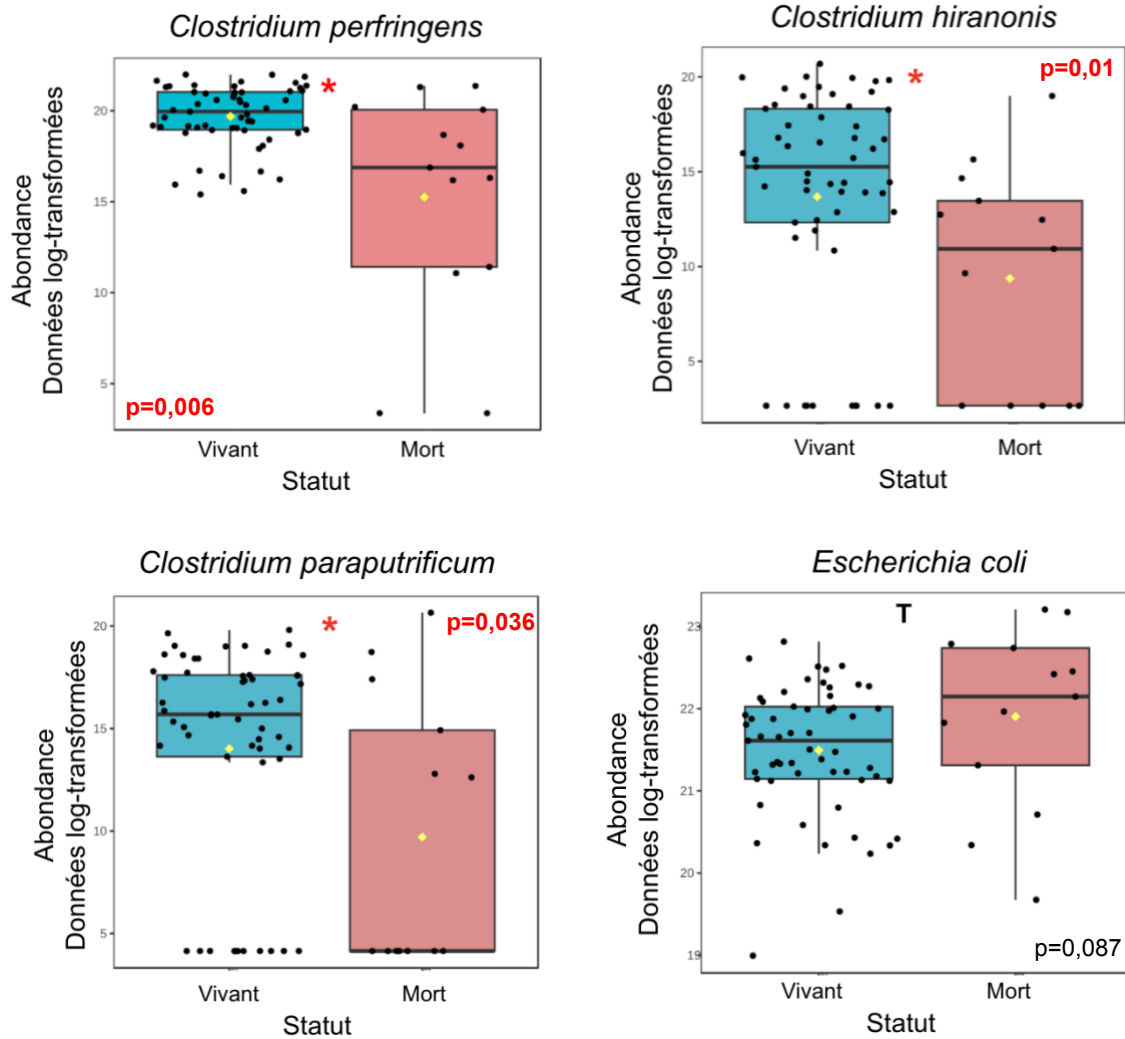 Clostridium perfringens
Abondance
Données log-transformées
20
15
10
5
*
p=0,006
Vivant
Mort
Statut
Clostridium hiranonis
Abondance
Données log-transformées
20
15
10
5
*
p=0,01
Vivant
Mort
Statut
Clostridium paraputrificum
Abondance
Données log-transformées
20
15
10
5
*
p=0,036
Vivant
Mort
Statut
Escherichia coli
Abondance
Données log-transformées
23
22
21
22
19
T
p=0,087
Vivant
Mort
Statut